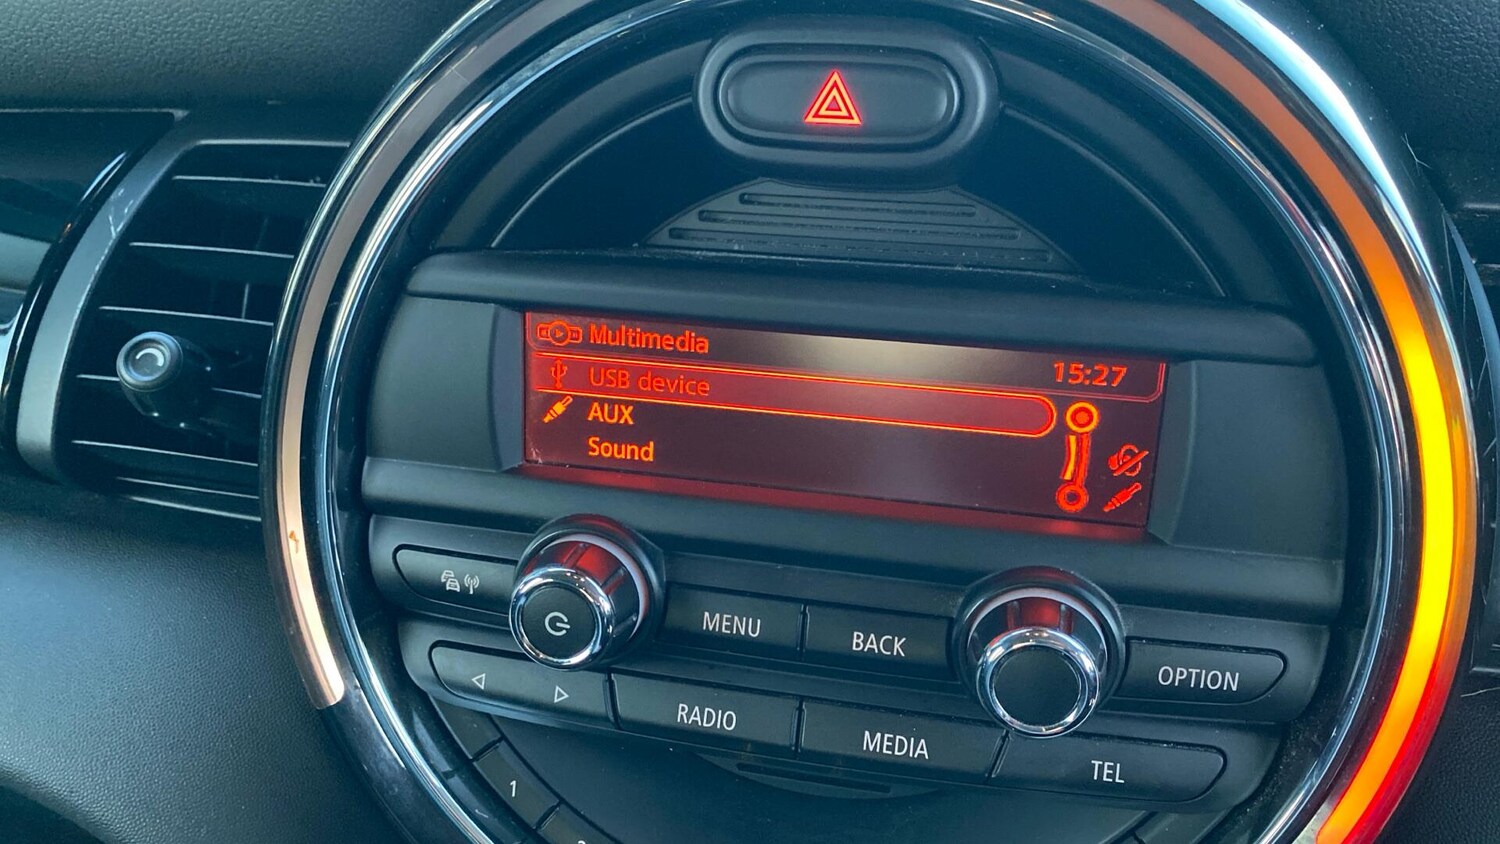 Multimedia
15:27
USB device
AUX
Sound
MENU
BACK
OPTION
RADIO
MEDIA
TEL
1